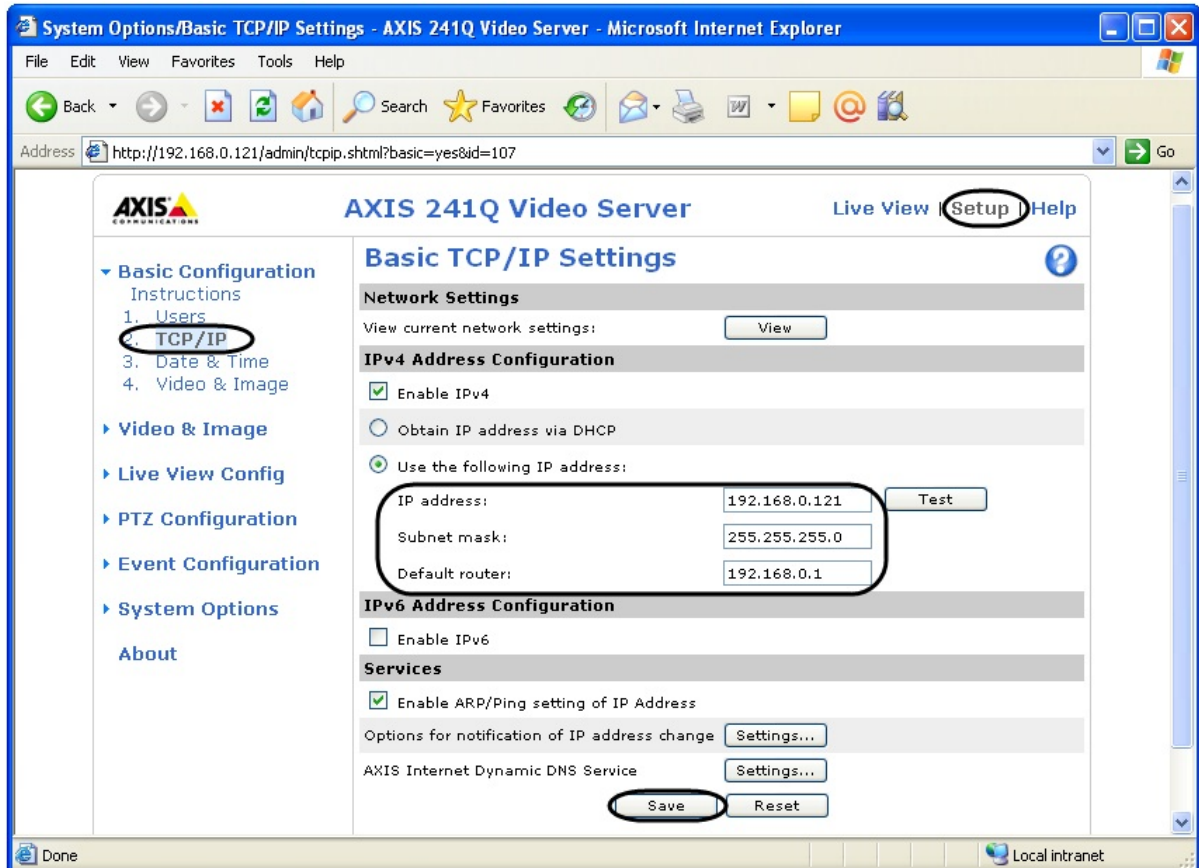 System Options/Basic TCP/IP Settings - AXIS 241Q Video Server - Microsoft Internet Explorer
File Edit View Favorites Tools Help
Back Search Favorites
Address http://192.168.0.121/admin/tcpip.shtml?basic=yes&id=107 Go
AXIS COMMUNICATIONS
AXIS 241Q Video Server
Live View | Setup | Help
Basic Configuration
Instructions
1. Users
2. TCP/IP
3. Date & Time
4. Video & Image
Video & Image
Live View Config
PTZ Configuration
Event Configuration
System Options
About
Basic TCP/IP Settings
Network Settings
View current network settings: View
IPv4 Address Configuration
Enable IPv4
Obtain IP address via DHCP
Use the following IP address:
IP address: 192.168.0.121 Test
Subnet mask: 255.255.255.0
Default router: 192.168.0.1
IPv6 Address Configuration
Enable IPv6
Services
Enable ARP/Ping setting of IP Address
Options for notification of IP address change Settings...
AXIS Internet Dynamic DNS Service Settings...
Save Reset
Done Local intranet